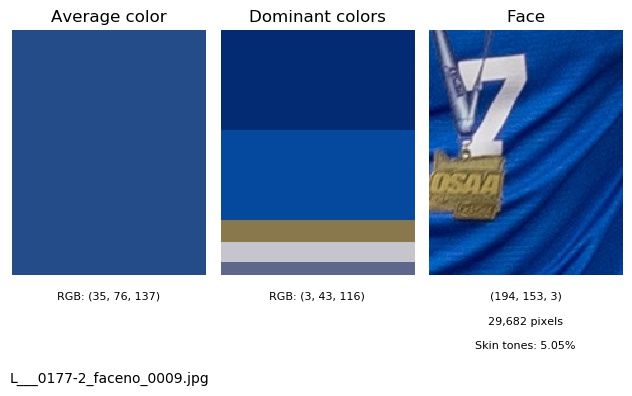 Average color
Dominant colors
Face
7
OSAA
RGB: (35, 76, 137)
RGB: (3, 43, 116)
(194, 153, 3)
29,682 pixels
Skin tones: 5.05%
L___0177-2_faceno_0009.jpg